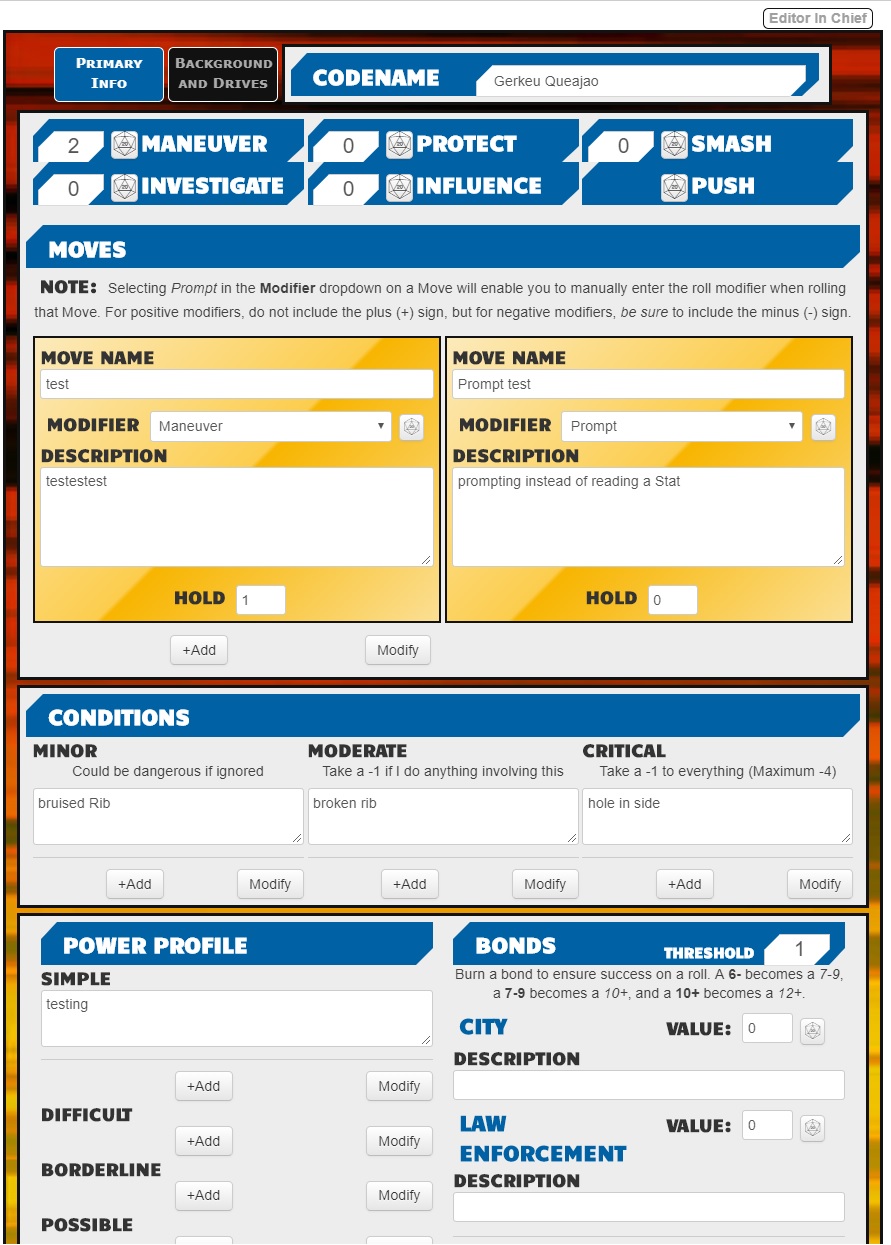 Editor In Chief
PRIMARY INFO
BACKGROUND AND DRIVES
CODENAME Gerkeu Queajao
2 MANEUVER 0 PROTECT 0 SMASH
0 INVESTIGATE 0 INFLUENCE PUSH
MOVES
NOTE: Selecting Prompt in the Modifier dropdown on a Move will enable you to manually enter the roll modifier when rolling
that Move. For positive modifiers, do not include the plus (+) sign, but for negative modifiers, be sure to include the minus (-) sign.
MOVE NAME
test
MODIFIER Maneuver
DESCRIPTION
testestest
HOLD 1
MOVE NAME
Prompt test
MODIFIER Prompt
DESCRIPTION
prompting instead of reading a Stat
HOLD 0
+Add Modify
CONDITIONS
MINOR
Could be dangerous if ignored
bruised Rib
+Add Modify
MODERATE
Take a -1 if I do anything involving this
broken rib
+Add Modify
CRITICAL
Take a -1 to everything (Maximum -4)
hole in side
+Add Modify
POWER PROFILE
SIMPLE
testing
+Add Modify
DIFFICULT
+Add Modify
BORDERLINE
+Add Modify
POSSIBLE
BONDS THRESHOLD 1
Burn a bond to ensure success on a roll. A 6- becomes a 7-9,
a 7-9 becomes a 10+, and a 10+ becomes a 12+.
CITY VALUE: 0
DESCRIPTION
LAW
ENFORCEMENT VALUE: 0
DESCRIPTION